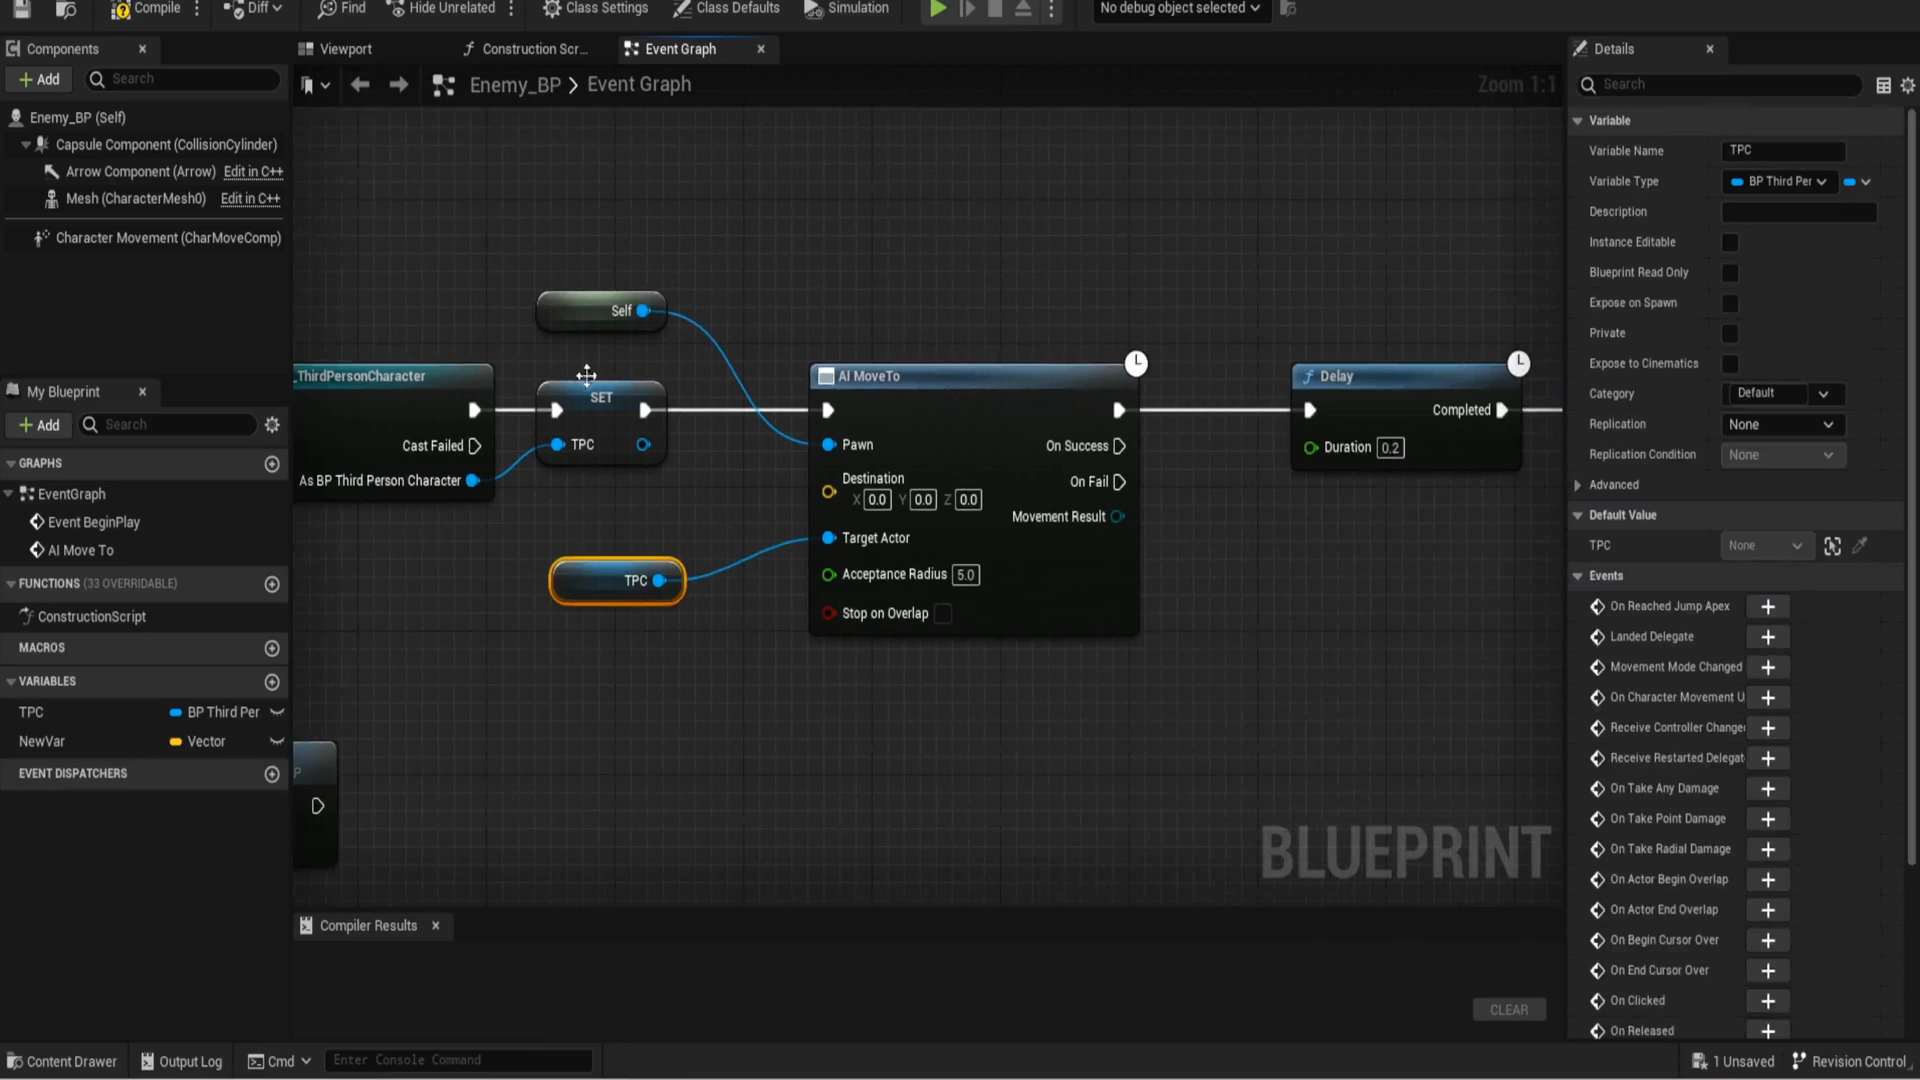 Compile
Diff
Find
Hide Unrelated
Class Settings
Class Defaults
Simulation
No debug object selected
Components
Viewport
Construction Scr...
Event Graph
Details
Add
Search
Enemy_BP > Event Graph
Zoom 1:1
Search
Enemy_BP (Self)
Capsule Component (CollisionCylinder)
Arrow Component (Arrow) Edit in C++
Mesh (CharacterMesh0) Edit in C++
Character Movement (CharMoveComp)
My Blueprint
Add
Search
GRAPHS
EventGraph
Event BeginPlay
AI Move To
FUNCTIONS (33 OVERRIDABLE)
ConstructionScript
MACROS
VARIABLES
TPC BP Third Per
NewVar Vector
EVENT DISPATCHERS
Self
_ThirdPersonCharacter
Cast Failed
As BP Third Person Character
SET
TPC
TPC
AI MoveTo
Pawn
On Success
Destination
X 0.0 Y 0.0 Z 0.0
On Fail
Movement Result
Target Actor
Acceptance Radius 5.0
Stop on Overlap
Delay
Completed
Duration 0.2
P
BLUEPRINT
Variable
Variable Name TPC
Variable Type BP Third Per
Description
Instance Editable
Blueprint Read Only
Expose on Spawn
Private
Expose to Cinematics
Category Default
Replication None
Replication Condition None
Advanced
Default Value
TPC None
Events
On Reached Jump Apex
Landed Delegate
Movement Mode Changed
On Character Movement U
Receive Controller Change
Receive Restarted Delegat
On Take Any Damage
On Take Point Damage
On Take Radial Damage
On Actor Begin Overlap
On Actor End Overlap
On Begin Cursor Over
On End Cursor Over
On Clicked
On Released
Compiler Results
CLEAR
Content Drawer
Output Log
Cmd
Enter Console Command
1 Unsaved
Revision Control